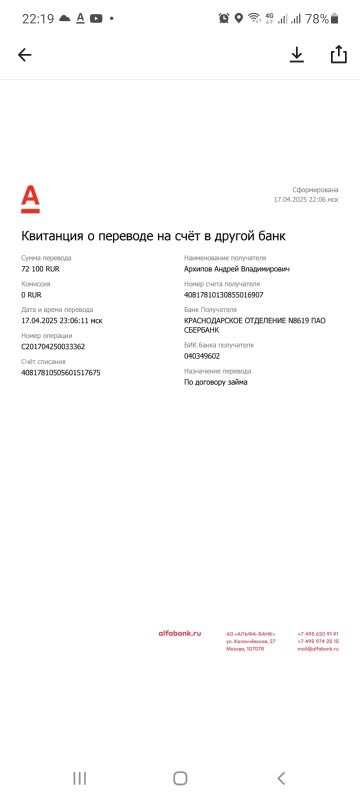 22:19
4G
78%
Сформирована
17.04.2025 22:06 мск
Квитанция о переводе на счёт в другой банк
Сумма перевода
72 100 RUR
Комиссия
0 RUR
Дата и время перевода
17.04.2025 23:06:11 мск
Номер операции
C201704250033362
Счёт списания
40817810505601517675
Наименование получателя
Архипов Андрей Владимирович
Номер счета получателя
40817810130855016907
Банк Получателя
КРАСНОДАРСКОЕ ОТДЕЛЕНИЕ N8619 ПАО
СБЕРБАНК
БИК банка получателя
040349602
Назначение перевода
По договору займа
alfabank.ru
АО «АЛЬФА-БАНК»
ул. Каланчёвская, 27
Москва, 107078
+7 495 620 91 91
+7 495 974 25 15
mail@alfabank.ru